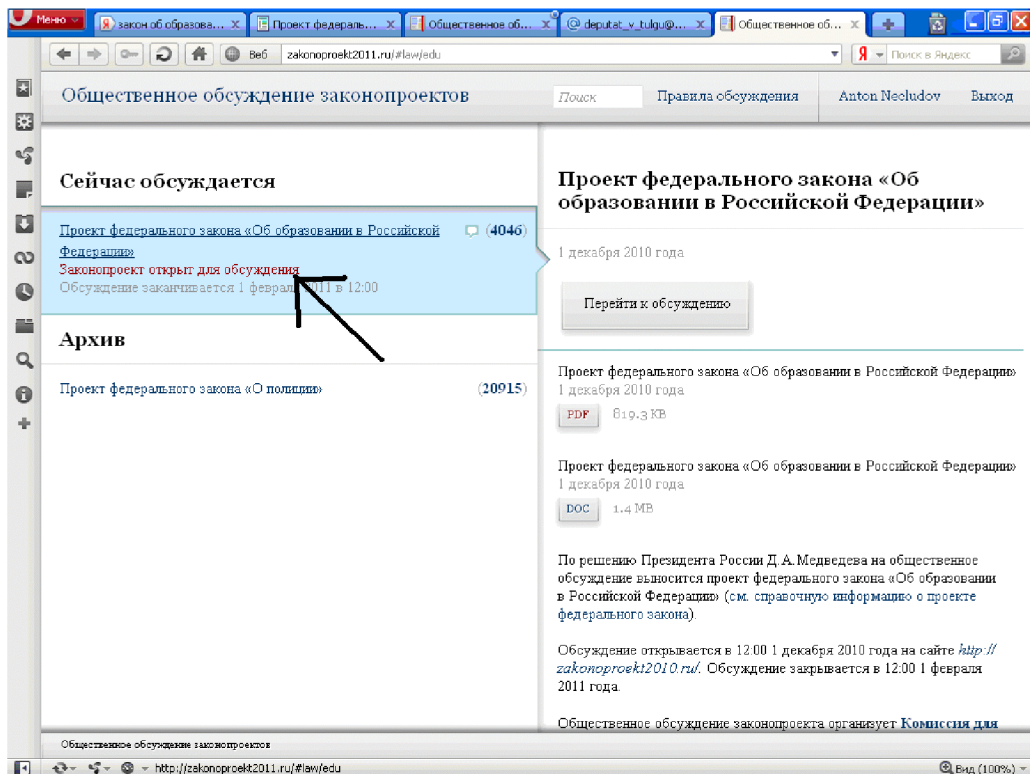 Меню
закон об образова...
Проект федераль...
Общественное об...
deputat_v_tulgu@...
Общественное об...
Веб
zakonoproekt2011.ru/#law/edu
Поиск в Яндекс
Общественное обсуждение законопроектов
Поиск
Правила обсуждения
Anton Necludov
Выход
Сейчас обсуждается
Проект федерального закона «Об образовании в Российской
Федерации»
(4046)
Законопроект открыт для обсуждения
Обсуждение заканчивается 1 февраля 2011 в 12:00
Архив
Проект федерального закона «О полиции»
(20915)
Проект федерального закона «Об
образовании в Российской Федерации»
1 декабря 2010 года
Перейти к обсуждению
Проект федерального закона «Об образовании в Российской Федерации»
1 декабря 2010 года
PDF 819.3 KB
Проект федерального закона «Об образовании в Российской Федерации»
1 декабря 2010 года
DOC 1.4 MB
По решению Президента России Д.А.Медведева на общественное
обсуждение выносится проект федерального закона «Об образовании
в Российской Федерации» (см. справочную информацию о проекте
федерального закона).
Обсуждение открывается в 12:00 1 декабря 2010 года на сайте http://
zakonoproekt2010.ru/. Обсуждение закрывается в 12:00 1 февраля
2011 года.
Общественное обсуждение законопроекта организует Комиссия для
Общественное обсуждение законопроектов
http://zakonoproekt2011.ru/#law/edu
Вид (100%)